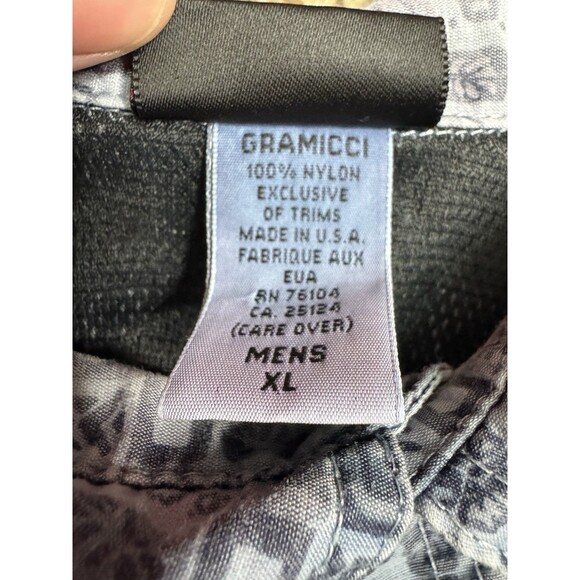 GRAMICCI
100% NYLON
EXCLUSIVE
OF TRIMS
MADE IN U.S.A.
FABRIQUE AUX
EUA
RN 76104
CA. 25124
(CARE OVER)
MENS
XL